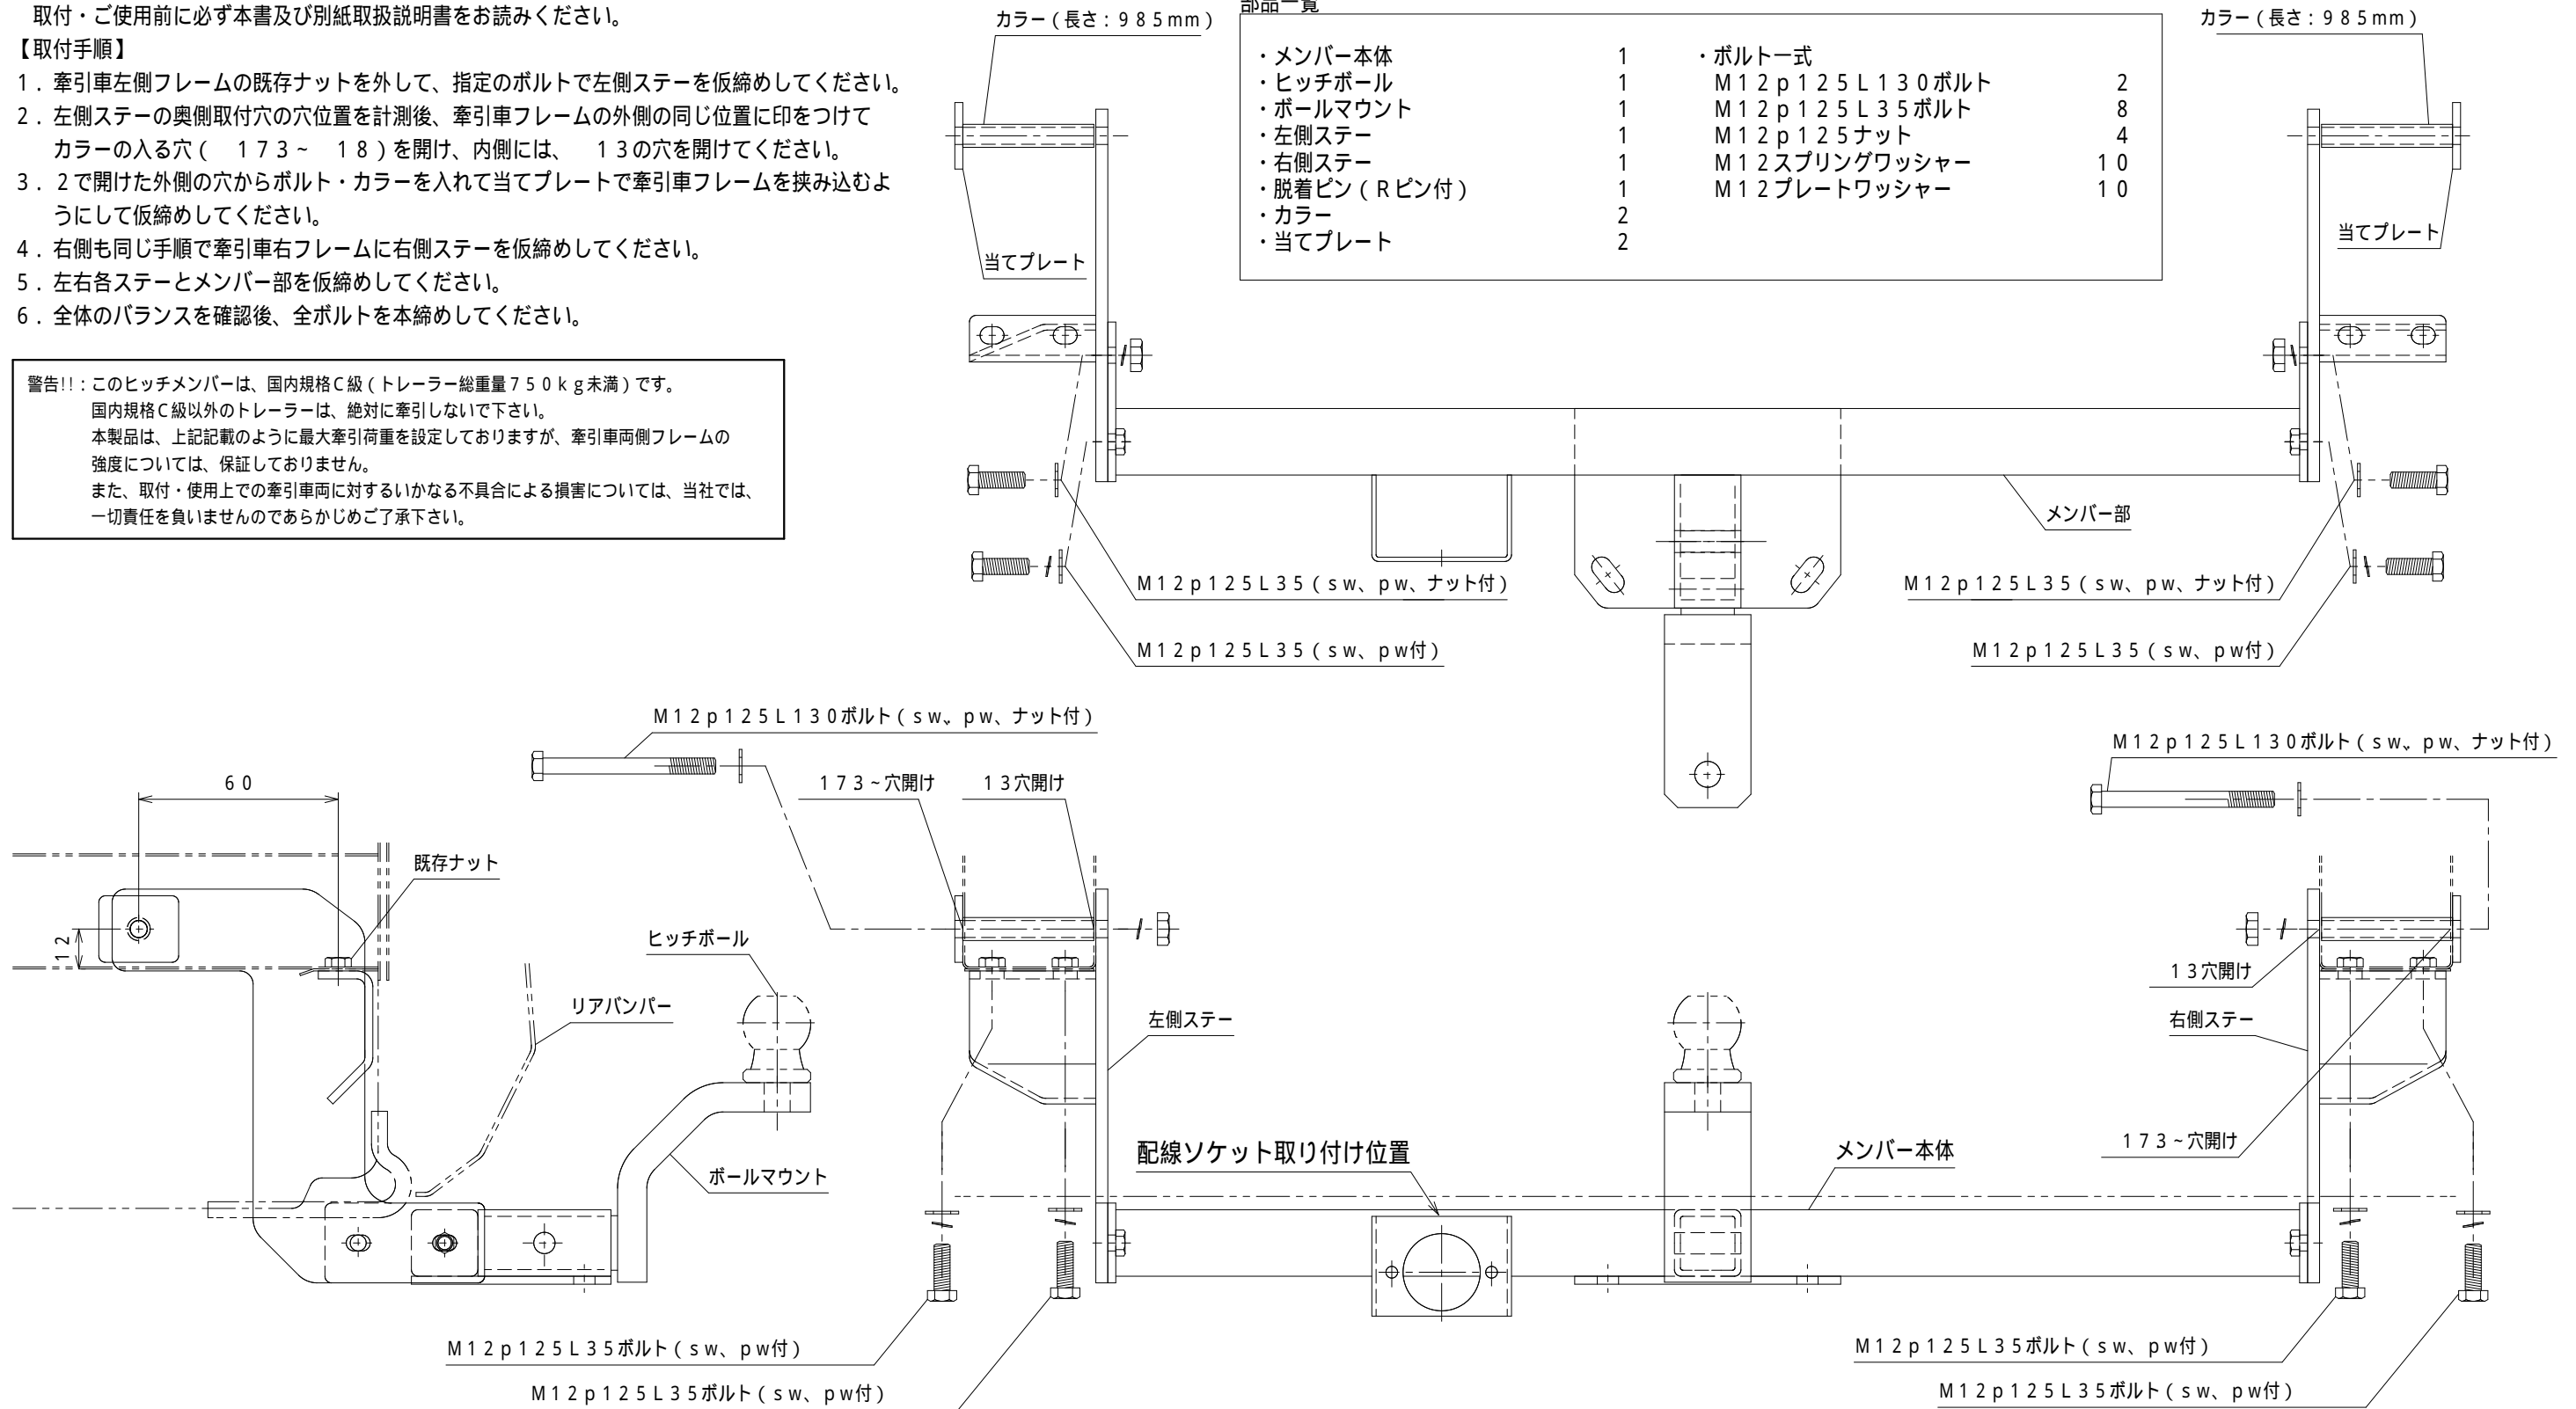 取付・ご使用前に必ず本書及び別紙取扱説明書をお読みください。
【取付手順】
1．牽引車左側フレームの既存ナットを外して、指定のボルトで左側ステーを仮締めしてください。
2．左側ステーの奥側取付穴の穴位置を計測後、牽引車フレームの外側の同じ位置に印をつけて
カラーの入る穴（　173~　18）を開け、内側には、　13の穴を開けてください。
3．2で開けた外側の穴からボルト・カラーを入れて当てプレートで牽引車フレームを挟み込むよ
うにして仮締めしてください。
4．右側も同じ手順で牽引車右フレームに右側ステーを仮締めしてください。
5．左右各ステーとメンバー部を仮締めしてください。
6．全体のバランスを確認後、全ボルトを本締めしてください。
警告!!：このヒッチメンバーは、国内規格C級（トレーラー総重量750kg未満）です。
国内規格C級以外のトレーラーは、絶対に牽引しないで下さい。
本製品は、上記記載のように最大牽引荷重を設定しておりますが、牽引車両側フレームの
強度については、保証しておりません。
また、取付・使用上での牽引車両に対するいかなる不具合による損害については、当社では、
一切責任を負いませんのであらかじめご了承下さい。
カラー（長さ：985mm）
部品一覧
・メンバー本体　1
・ヒッチボール　1
・ボールマウント　1
・左側ステー　1
・右側ステー　1
・脱着ピン（Rピン付）　1
・カラー　2
・当てプレート　2
・ボルト一式
M12p125L130ボルト　2
M12p125L35ボルト　8
M12p125ナット　4
M12スプリングワッシャー　10
M12プレートワッシャー　10
カラー（長さ：985mm）
当てプレート
当てプレート
メンバー部
M12p125L35（sw、pw、ナット付）
M12p125L35（sw、pw、ナット付）
M12p125L35（sw、pw付）
M12p125L35（sw、pw付）
M12p125L130ボルト（sw、pw、ナット付）
M12p125L130ボルト（sw、pw、ナット付）
60
173~穴開け
13穴開け
既存ナット
12
ヒッチボール
リアバンパー
左側ステー
13穴開け
右側ステー
ボールマウント
配線ソケット取り付け位置
メンバー本体
173~穴開け
M12p125L35ボルト（sw、pw付）
M12p125L35ボルト（sw、pw付）
M12p125L35ボルト（sw、pw付）
M12p125L35ボルト（sw、pw付）